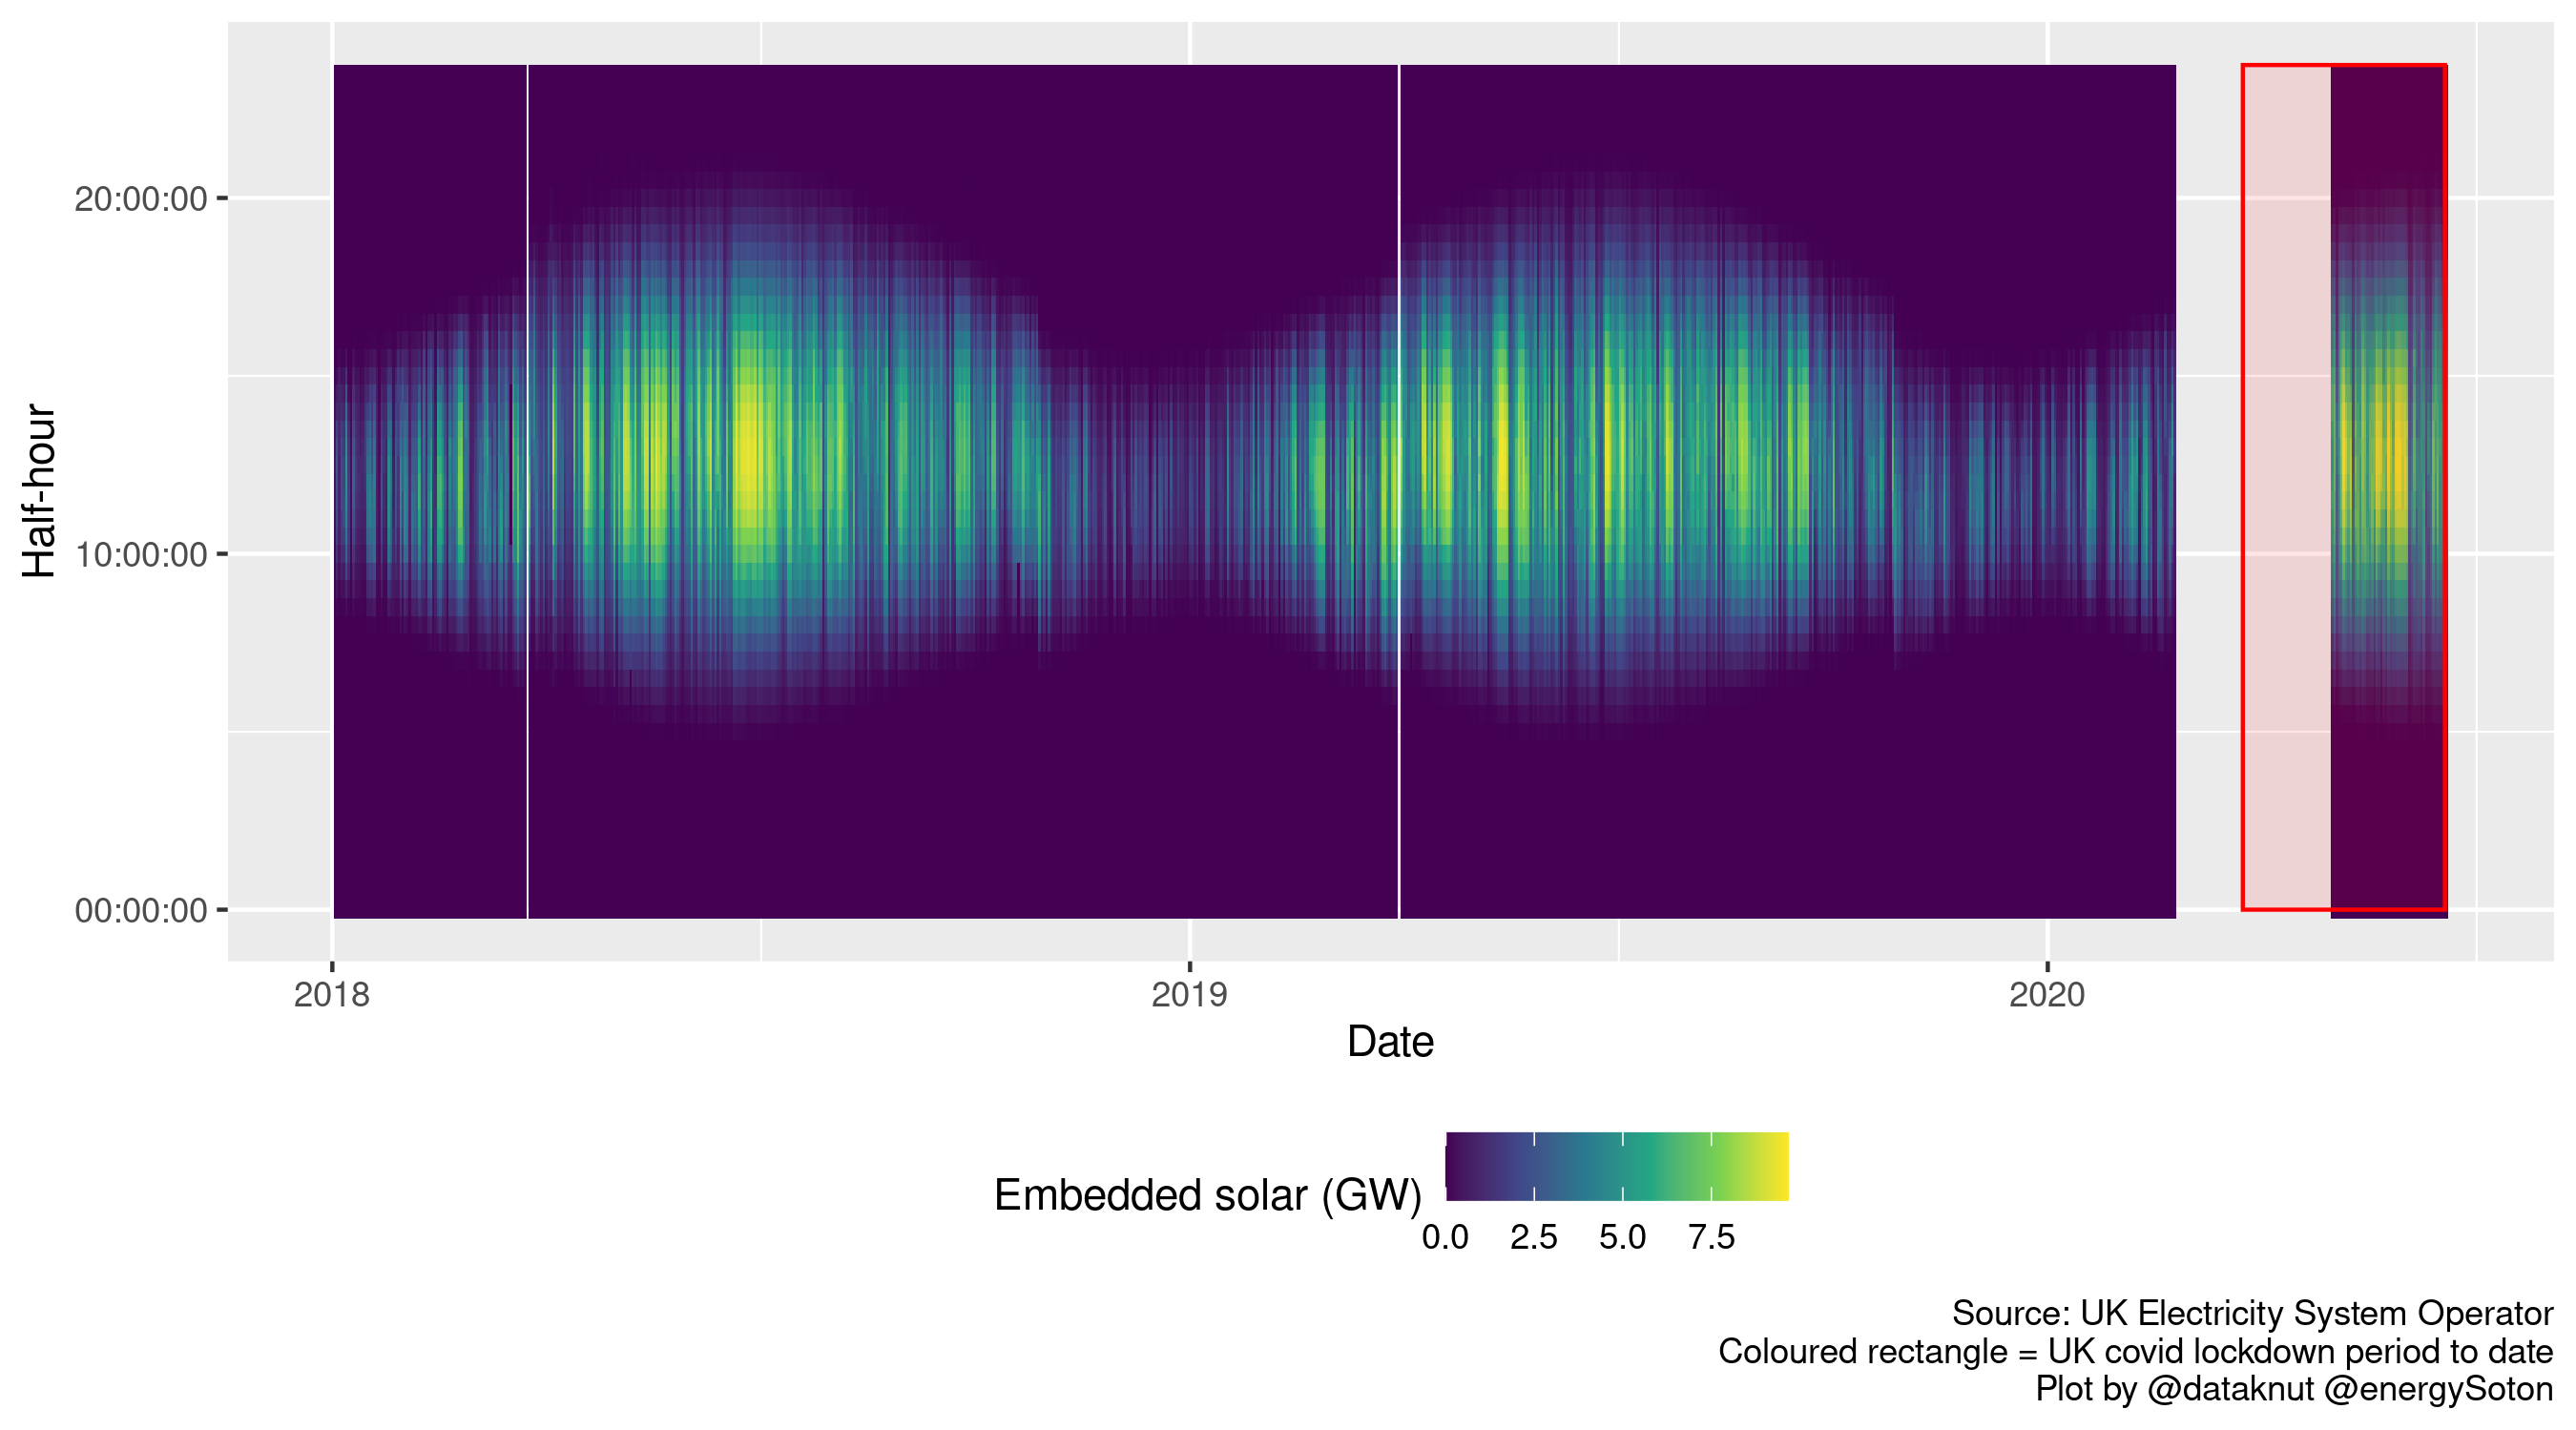 Half-hour
20:00:00
10:00:00
00:00:00
2018 2019 2020
Date
Embedded solar (GW)
0.0 2.5 5.0 7.5
Source: UK Electricity System Operator
Coloured rectangle = UK covid lockdown period to date
Plot by @dataknut @energySoton